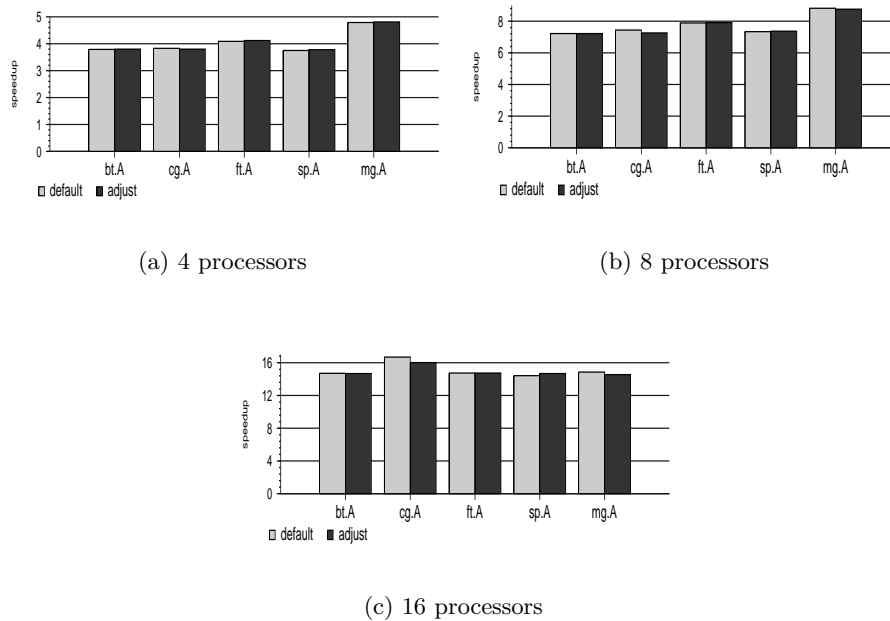 5
4
3
2
1
0
speedup
bt.A cg.A ft.A sp.A mg.A
default adjust
(a) 4 processors
8
6
4
2
0
speedup
bt.A cg.A ft.A sp.A mg.A
default adjust
(b) 8 processors
16
12
8
4
0
speedup
bt.A cg.A ft.A sp.A mg.A
default adjust
(c) 16 processors